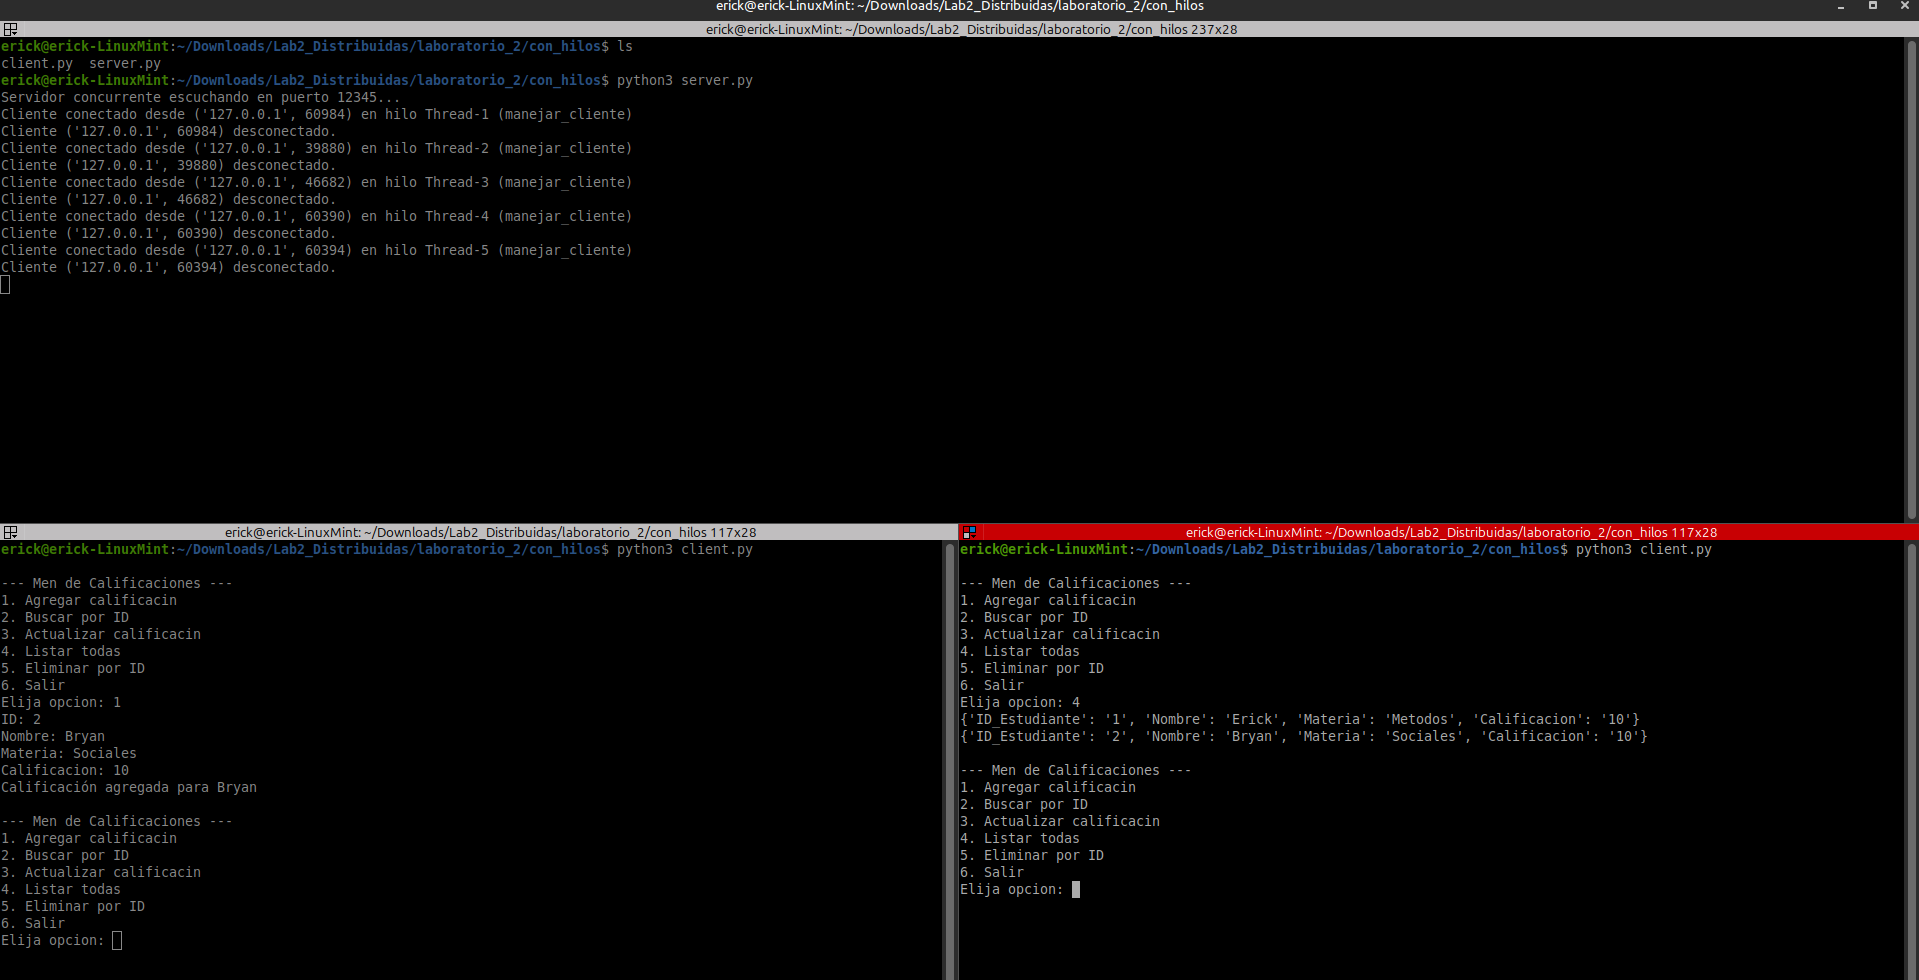 erick@erick-LinuxMint: ~/Downloads/Lab2_Distribuidas/laboratorio_2/con_hilos
erick@erick-LinuxMint: ~/Downloads/Lab2_Distribuidas/laboratorio_2/con_hilos 237x28
erick@erick-LinuxMint:~/Downloads/Lab2_Distribuidas/laboratorio_2/con_hilos$ ls
client.py  server.py
erick@erick-LinuxMint:~/Downloads/Lab2_Distribuidas/laboratorio_2/con_hilos$ python3 server.py
Servidor concurrente escuchando en puerto 12345...
Cliente conectado desde ('127.0.0.1', 60984) en hilo Thread-1 (manejar_cliente)
Cliente ('127.0.0.1', 60984) desconectado.
Cliente conectado desde ('127.0.0.1', 39880) en hilo Thread-2 (manejar_cliente)
Cliente ('127.0.0.1', 39880) desconectado.
Cliente conectado desde ('127.0.0.1', 46682) en hilo Thread-3 (manejar_cliente)
Cliente ('127.0.0.1', 46682) desconectado.
Cliente conectado desde ('127.0.0.1', 60390) en hilo Thread-4 (manejar_cliente)
Cliente ('127.0.0.1', 60390) desconectado.
Cliente conectado desde ('127.0.0.1', 60394) en hilo Thread-5 (manejar_cliente)
Cliente ('127.0.0.1', 60394) desconectado.
erick@erick-LinuxMint: ~/Downloads/Lab2_Distribuidas/laboratorio_2/con_hilos 117x28
erick@erick-LinuxMint:~/Downloads/Lab2_Distribuidas/laboratorio_2/con_hilos$ python3 client.py
--- Men de Calificaciones ---
1. Agregar calificacin
2. Buscar por ID
3. Actualizar calificacin
4. Listar todas
5. Eliminar por ID
6. Salir
Elija opcion: 1
ID: 2
Nombre: Bryan
Materia: Sociales
Calificacion: 10
Calificación agregada para Bryan
--- Men de Calificaciones ---
1. Agregar calificacin
2. Buscar por ID
3. Actualizar calificacin
4. Listar todas
5. Eliminar por ID
6. Salir
Elija opcion:
erick@erick-LinuxMint: ~/Downloads/Lab2_Distribuidas/laboratorio_2/con_hilos 117x28
erick@erick-LinuxMint:~/Downloads/Lab2_Distribuidas/laboratorio_2/con_hilos$ python3 client.py
--- Men de Calificaciones ---
1. Agregar calificacin
2. Buscar por ID
3. Actualizar calificacin
4. Listar todas
5. Eliminar por ID
6. Salir
Elija opcion: 4
{'ID_Estudiante': '1', 'Nombre': 'Erick', 'Materia': 'Metodos', 'Calificacion': '10'}
{'ID_Estudiante': '2', 'Nombre': 'Bryan', 'Materia': 'Sociales', 'Calificacion': '10'}
--- Men de Calificaciones ---
1. Agregar calificacin
2. Buscar por ID
3. Actualizar calificacin
4. Listar todas
5. Eliminar por ID
6. Salir
Elija opcion: